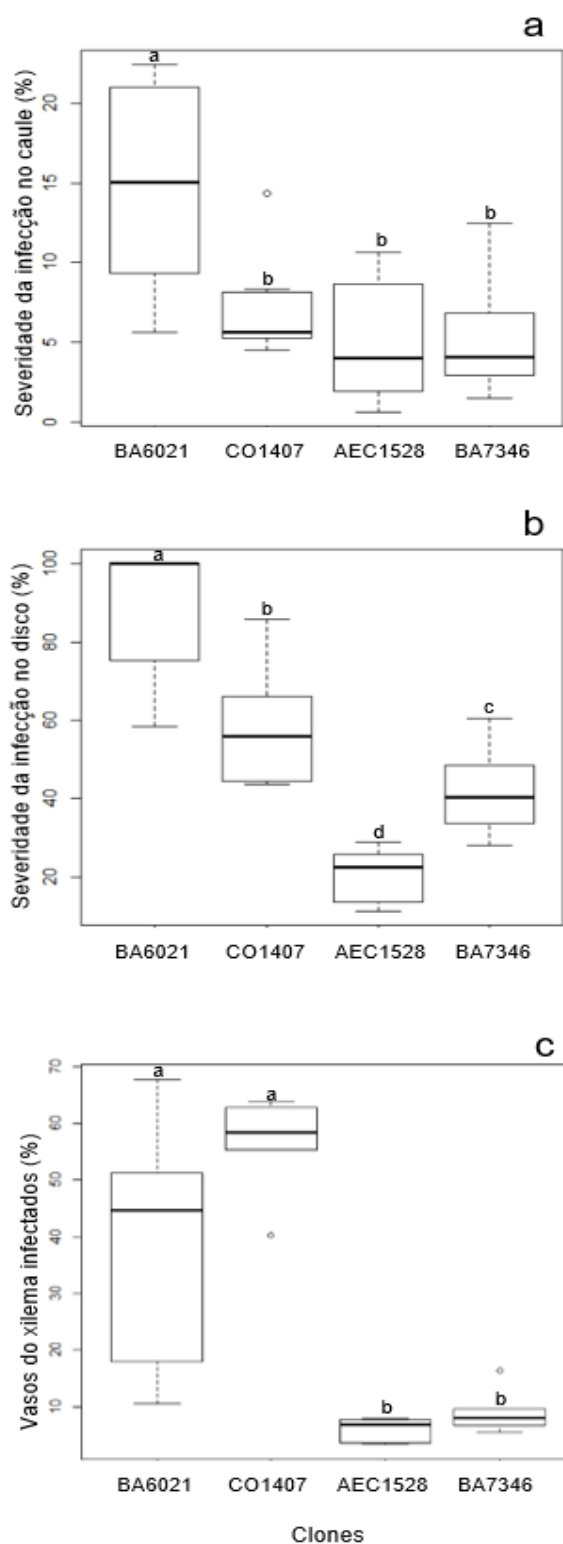 a
Severidade da infecção no caule (%)
20
15
10
5
0
a
b
b
b
BA6021 CO1407 AEC1528 BA7346
b
Severidade da infecção no disco (%)
100
80
60
40
20
a
b
d
c
BA6021 CO1407 AEC1528 BA7346
c
Vasos do xilema infectados (%)
70
60
50
40
30
20
10
a
a
b
b
BA6021 CO1407 AEC1528 BA7346
Clones